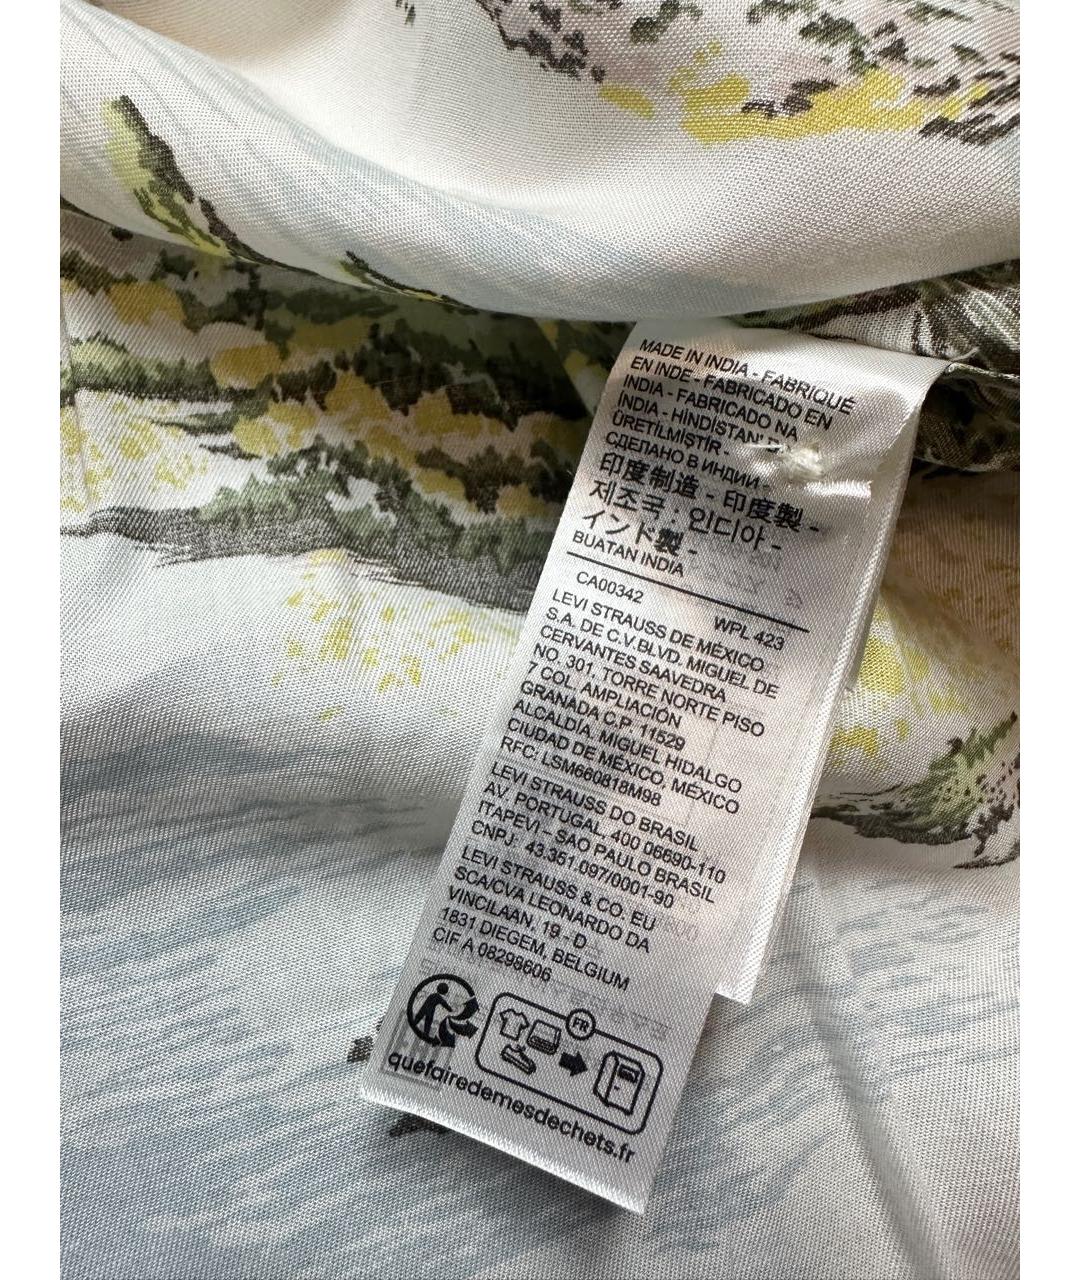 MADE IN INDIA - FABRIQUÉ
EN INDE - FABRICADO EN
INDIA - FABRICADO NA
ÍNDIA - HİNDİSTAN'
ÜRETİLMİŞTİR -
СДЕЛАНО В ИНДИИ -
印度制造 - 印度製 -
제조국 : 인디아 -
インド製 -
BUATAN INDIA
CA00342 WPL 423
LEVI STRAUSS DE MÉXICO
S.A. DE C.V.BLVD. MIGUEL DE
CERVANTES SAAVEDRA
NO. 301, TORRE NORTE PISO
7 COL. AMPLIACIÓN
GRANADA C.P. 11529
ALCALDÍA. MIGUEL HIDALGO
CIUDAD DE MÉXICO, MÉXICO
RFC: LSM660818M98
LEVI STRAUSS DO BRASIL
AV. PORTUGAL, 400 06690-110
ITAPEVI - SAO PAULO BRASIL
CNPJ: 43.351.097/0001-90
LEVI STRAUSS & CO. EU
SCA/CVA LEONARDO DA
VINCILAAN, 19 - D
1831 DIEGEM, BELGIUM
CIF A 08298606
FR
quefairedemesdechets.fr